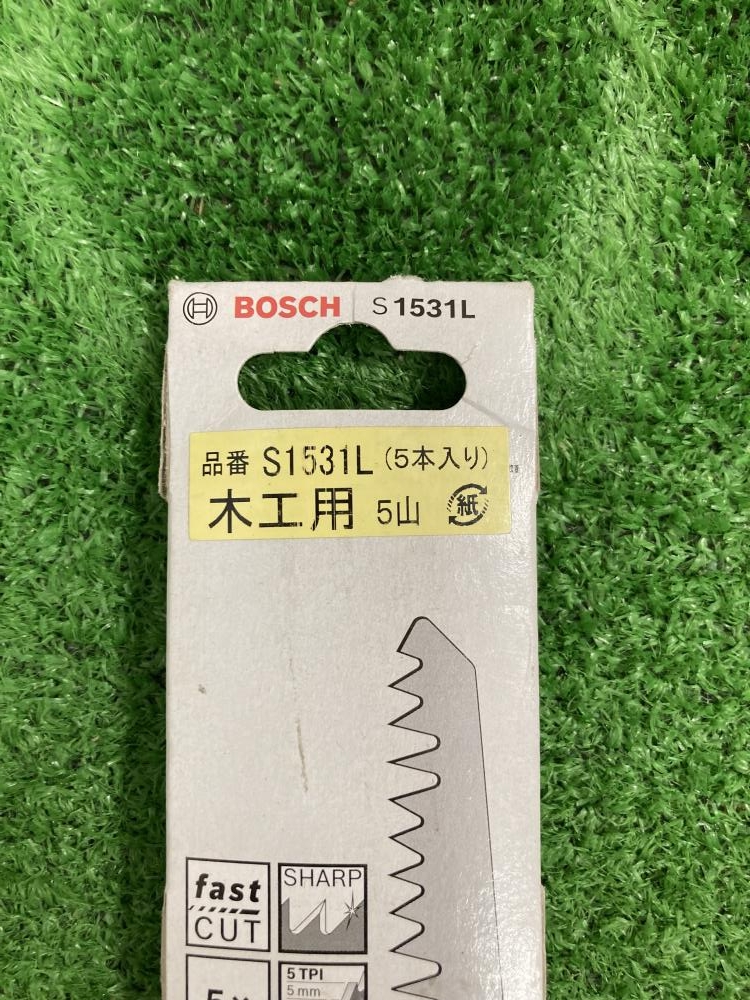 BOSCH S1531L
品番 S1531L (5本入り)
木工用 5山 紙
fast
CUT
SHARP
5 TPI
5 mm